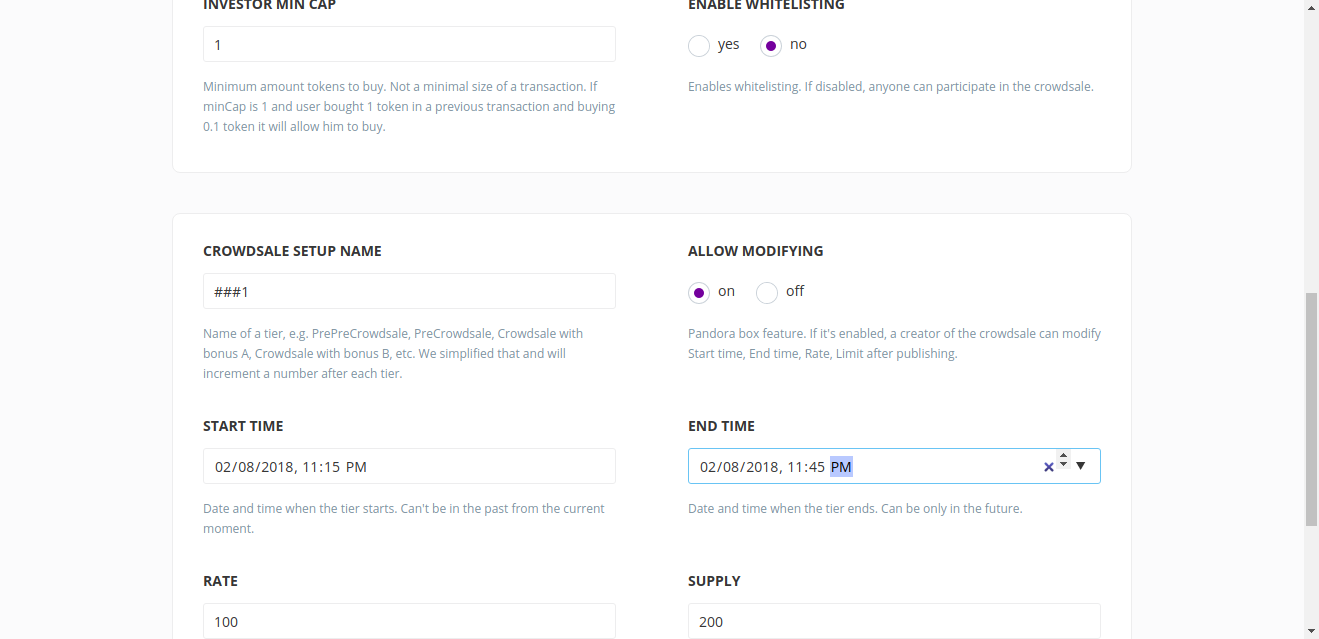 INVESTOR MIN CAP
ENABLE WHITELISTING
1
yes
no
Minimum amount tokens to buy. Not a minimal size of a transaction. If
minCap is 1 and user bought 1 token in a previous transaction and buying
0.1 token it will allow him to buy.
Enables whitelisting. If disabled, anyone can participate in the crowdsale.
CROWDSALE SETUP NAME
ALLOW MODIFYING
###1
on
off
Name of a tier, e.g. PrePreCrowdsale, PreCrowdsale, Crowdsale with
bonus A, Crowdsale with bonus B, etc. We simplified that and will
increment a number after each tier.
Pandora box feature. If it's enabled, a creator of the crowdsale can modify
Start time, End time, Rate, Limit after publishing.
START TIME
END TIME
02/08/2018, 11:15 PM
02/08/2018, 11:45 PM
Date and time when the tier starts. Can't be in the past from the current
moment.
Date and time when the tier ends. Can be only in the future.
RATE
SUPPLY
100
200